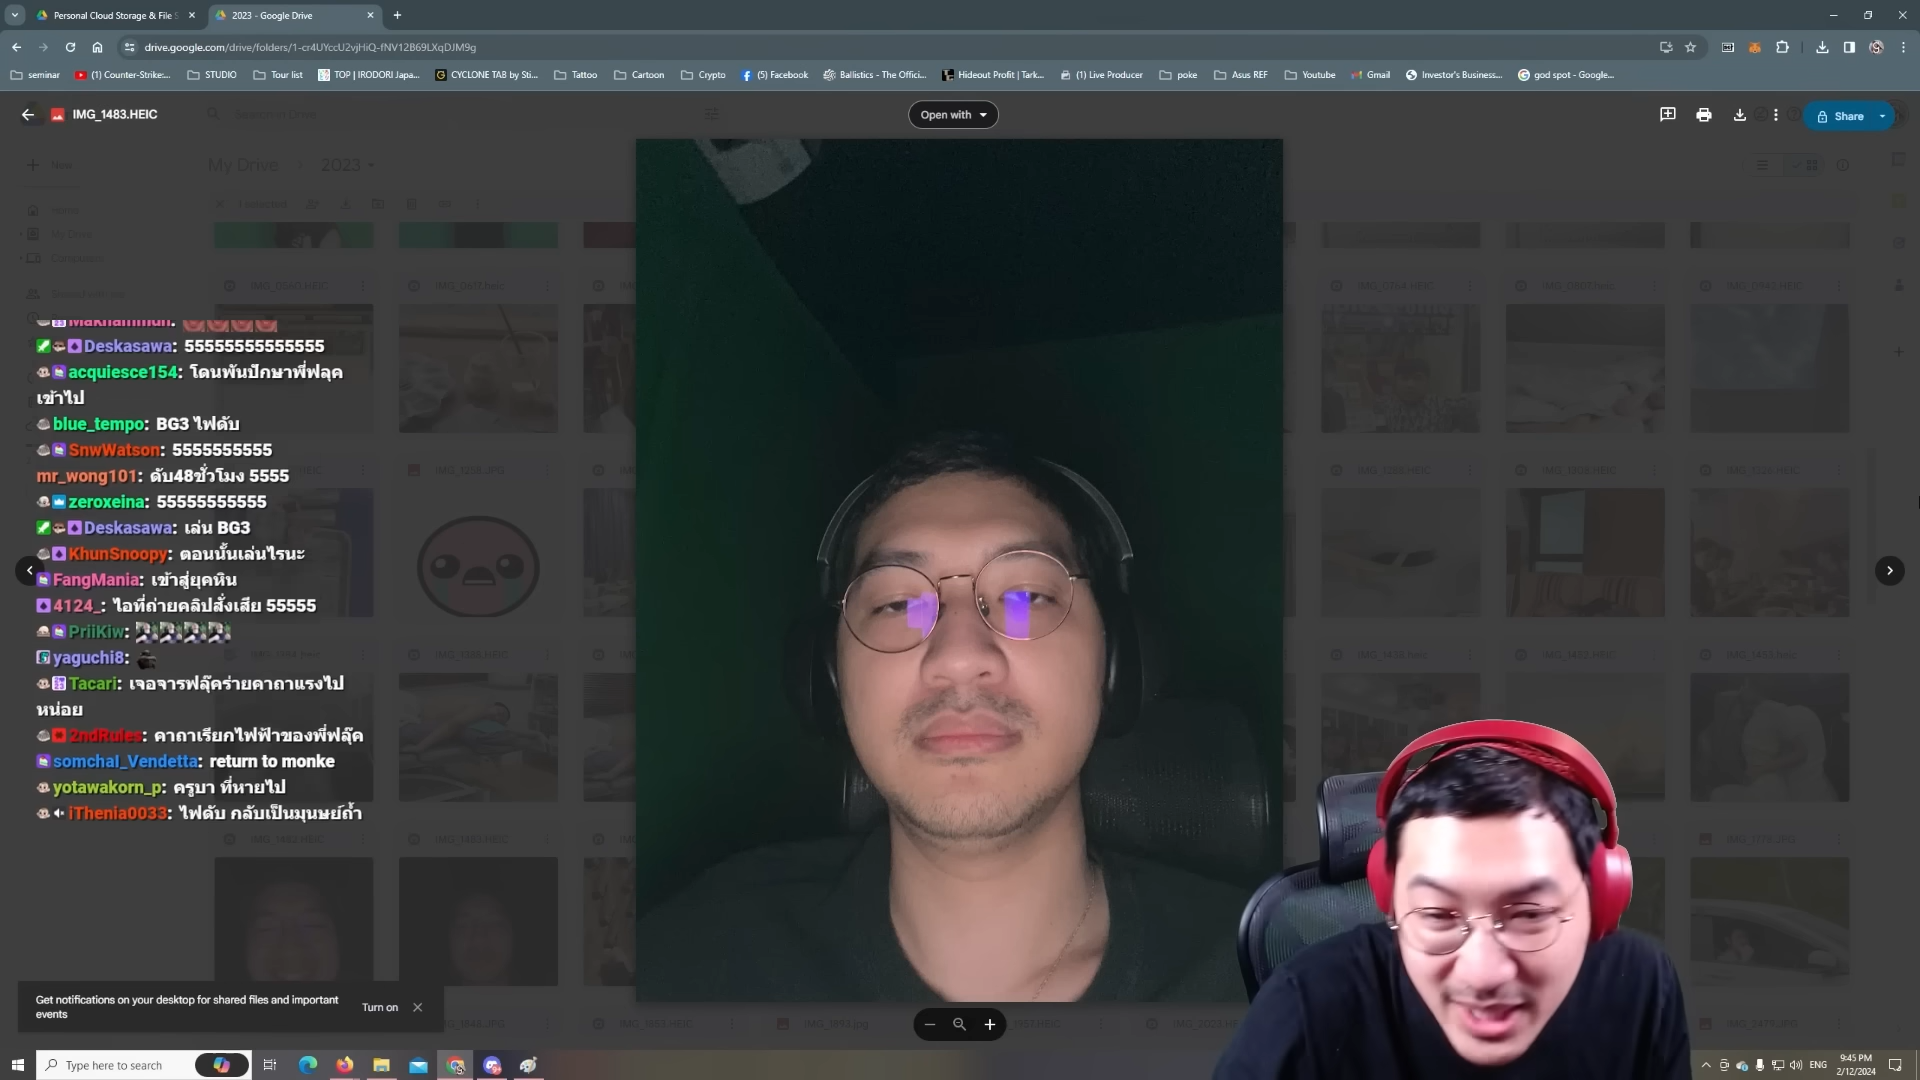 Personal Cloud Storage & File S
2023 - Google Drive
drive.google.com/drive/folders/1-cr4UYccU2vjHiQ-fNV12B69LXqDJM9g
seminar
(1) Counter-Strike:...
STUDIO
Tour list
TOP | IRODORI Japa...
CYCLONE TAB by Sti...
Tattoo
Cartoon
Crypto
(5) Facebook
Ballistics - The Offici...
Hideout Profit | Tark...
(1) Live Producer
poke
Asus REF
Youtube
Gmail
Investor's Business...
god spot - Google...
IMG_1483.HEIC
Open with
Share
My Drive
2023
Makhammun:
Deskasawa: 55555555555555
acquiesce154: โดนพันปักษาพี่ฟลุค
เข้าไป
blue_tempo: BG3 ไฟดับ
SnwWatson: 5555555555
mr_wong101: ดับ48ชั่วโมง 5555
zeroxeina: 55555555555
Deskasawa: เล่น BG3
KhunSnoopy: ตอนนั้นเล่นไรนะ
FangMania: เข้าสู่ยุคหิน
4124_: ไอที่ถ่ายคลิปสั่งเสีย 55555
PriiKiw:
yaguchi8:
Tacari: เจอจารฟลุ๊คร่ายคาถาแรงไป
หน่อย
2ndRules: คาถาเรียกไฟฟ้าของพี่ฟลุ๊ค
somchai_Vendetta: return to monke
yotawakorn_p: ครูบา ที่หายไป
iThenia0033: ไฟดับ กลับเป็นมุนษย์ถ้ำ
Get notifications on your desktop for shared files and important
events
Turn on
Type here to search
ENG
9:45 PM
2/12/2024